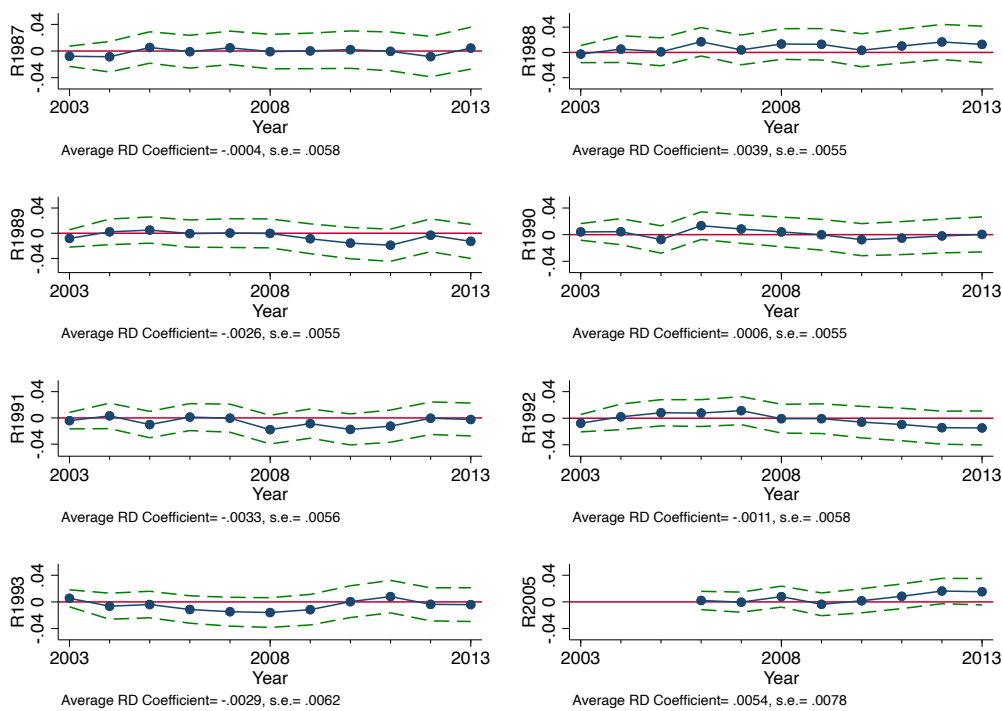 R1987
.04
0
-.04
2003
2008
2013
Year
Average RD Coefficient= -.0004, s.e.= .0058
R1988
.04
0
-.04
2003
2008
2013
Year
Average RD Coefficient= .0039, s.e.= .0055
R1989
.04
0
-.04
2003
2008
2013
Year
Average RD Coefficient= -.0026, s.e.= .0055
R1990
.04
0
-.04
2003
2008
2013
Year
Average RD Coefficient= .0006, s.e.= .0055
R1991
.04
0
-.04
2003
2008
2013
Year
Average RD Coefficient= -.0033, s.e.= .0056
R1992
.04
0
-.04
2003
2008
2013
Year
Average RD Coefficient= -.0011, s.e.= .0058
R1993
.04
0
-.04
2003
2008
2013
Year
Average RD Coefficient= -.0029, s.e.= .0062
R2005
.04
0
-.04
2003
2008
2013
Year
Average RD Coefficient= .0054, s.e.= .0078